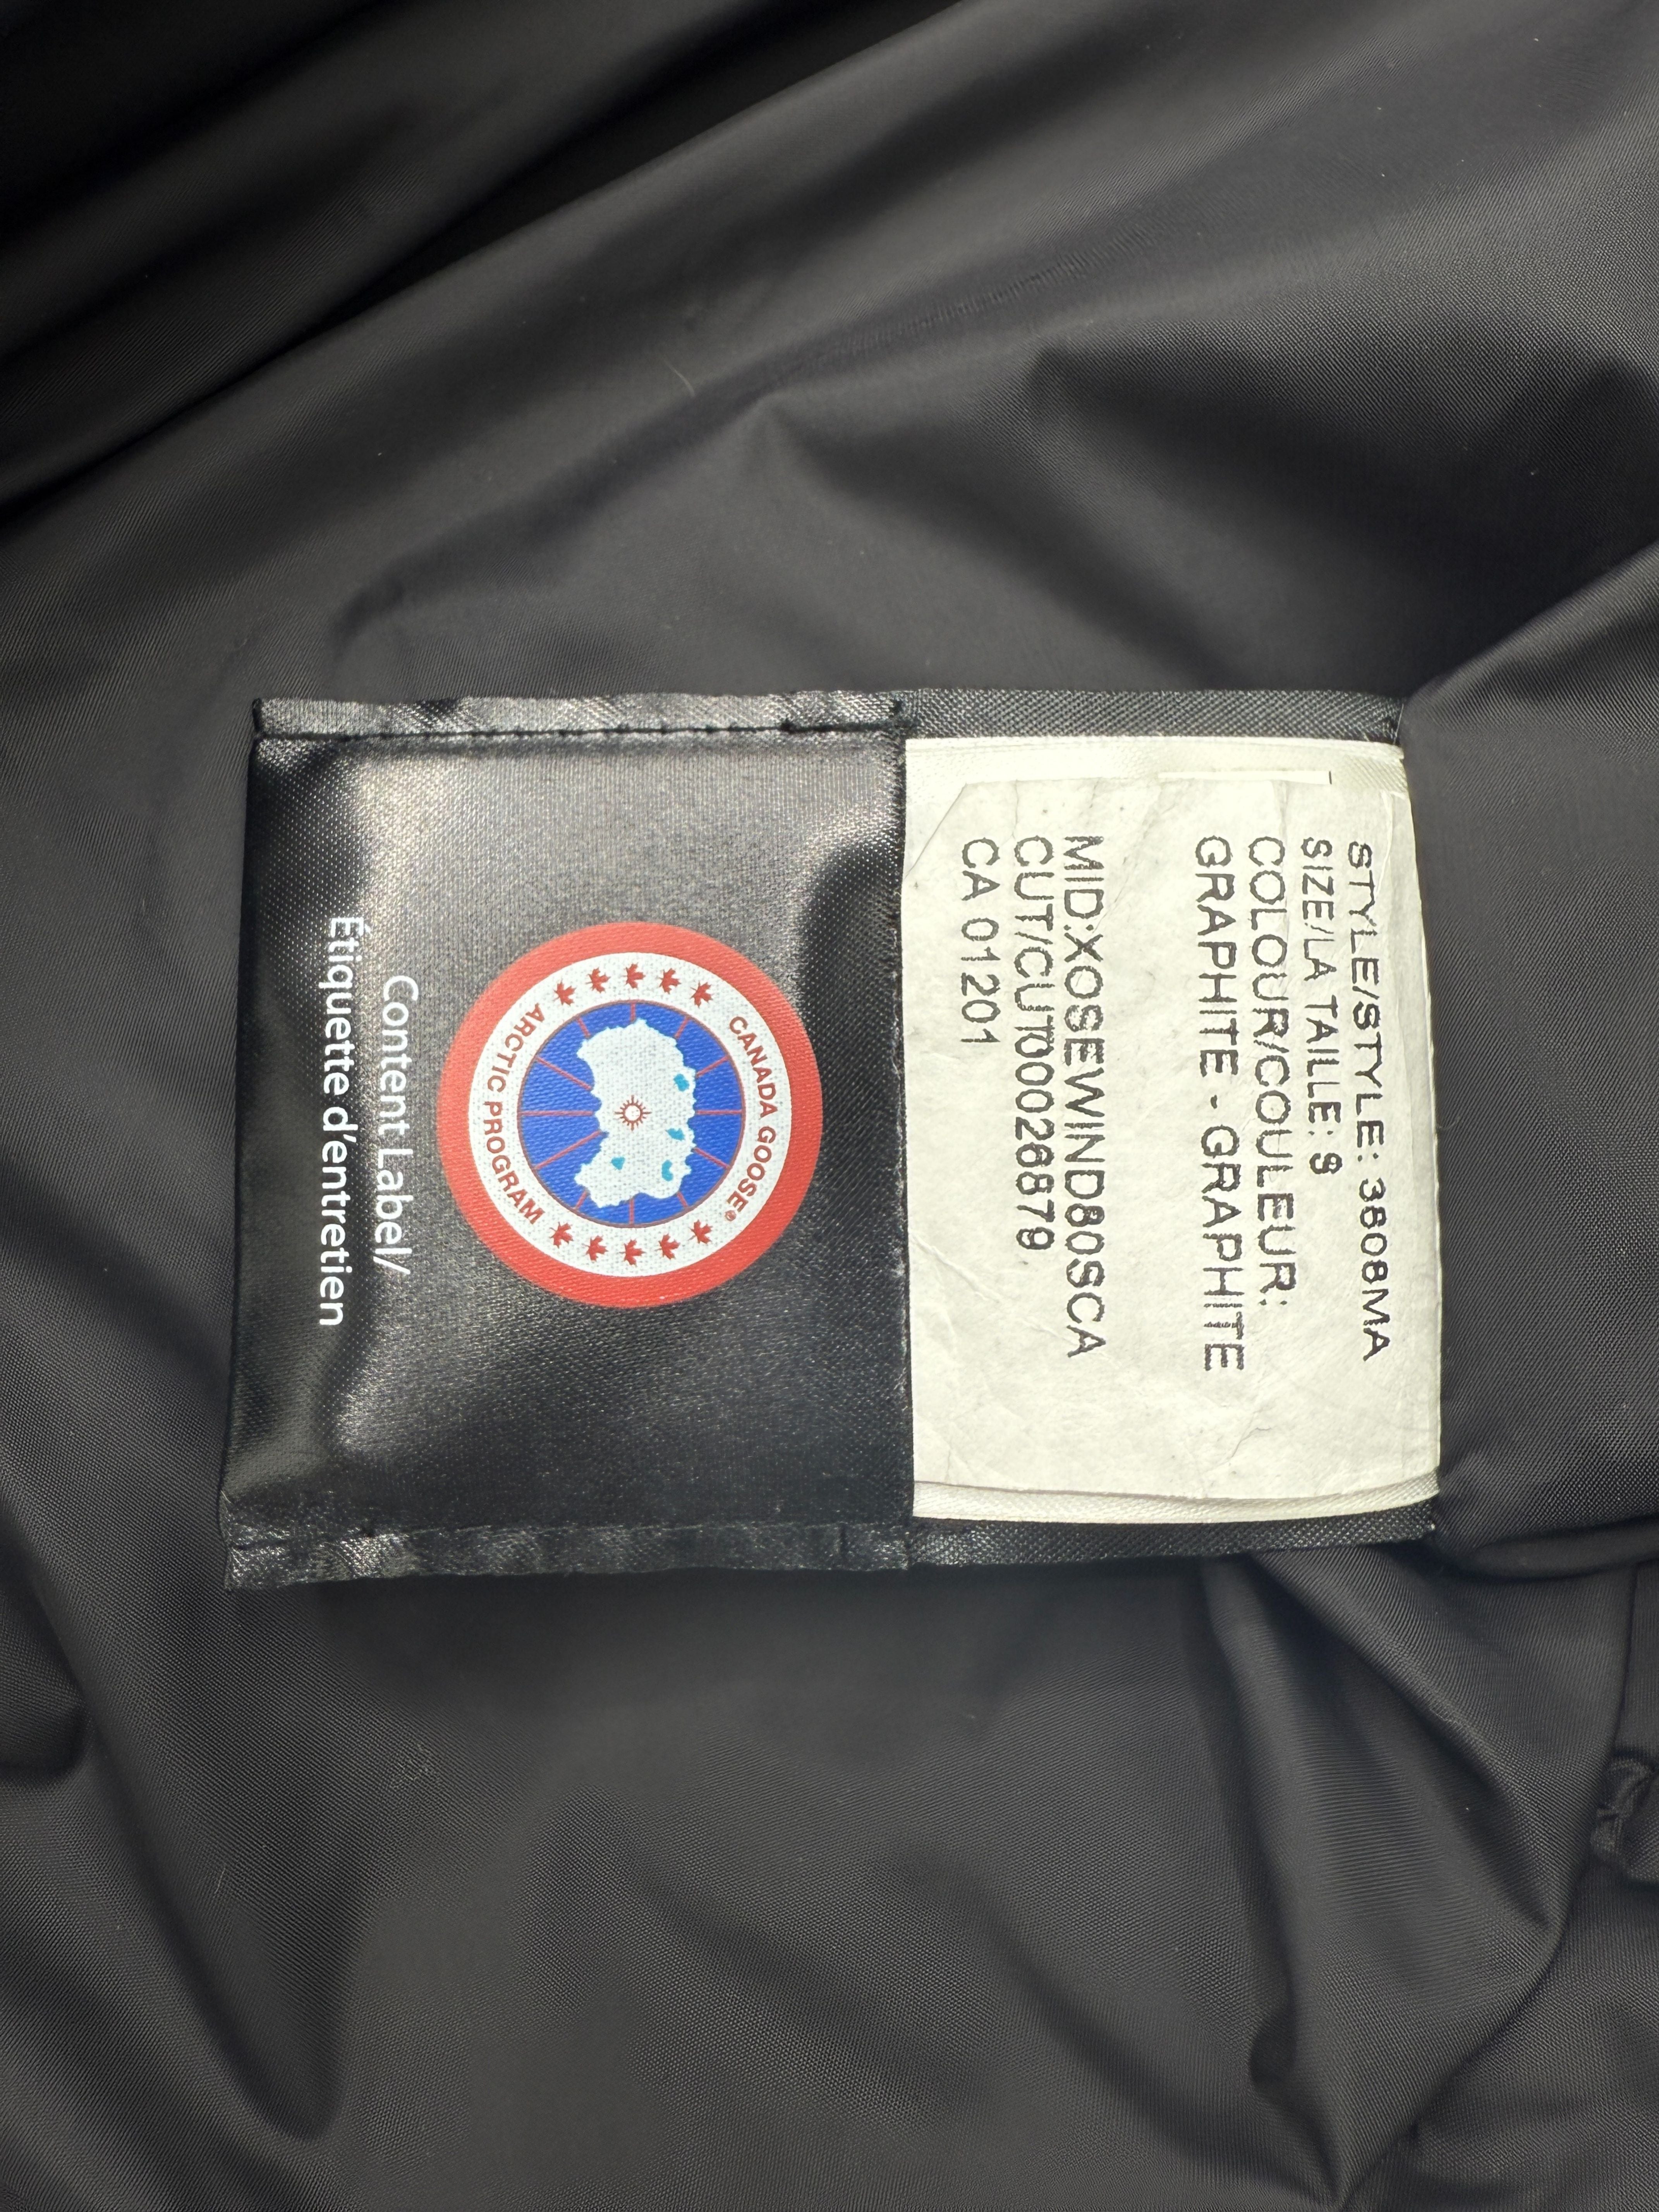 STYLE/STYLE: 3808MA
SIZE/LA TAILLE: S
COLOUR/COULEUR:
GRAPHITE - GRAPHITE
MID:XOSEWIND80SCA
CUT/CUT00026879
CA 01201
CANADA GOOSE®
ARCTIC PROGRAM
Content Label/
Étiquette d'entretien